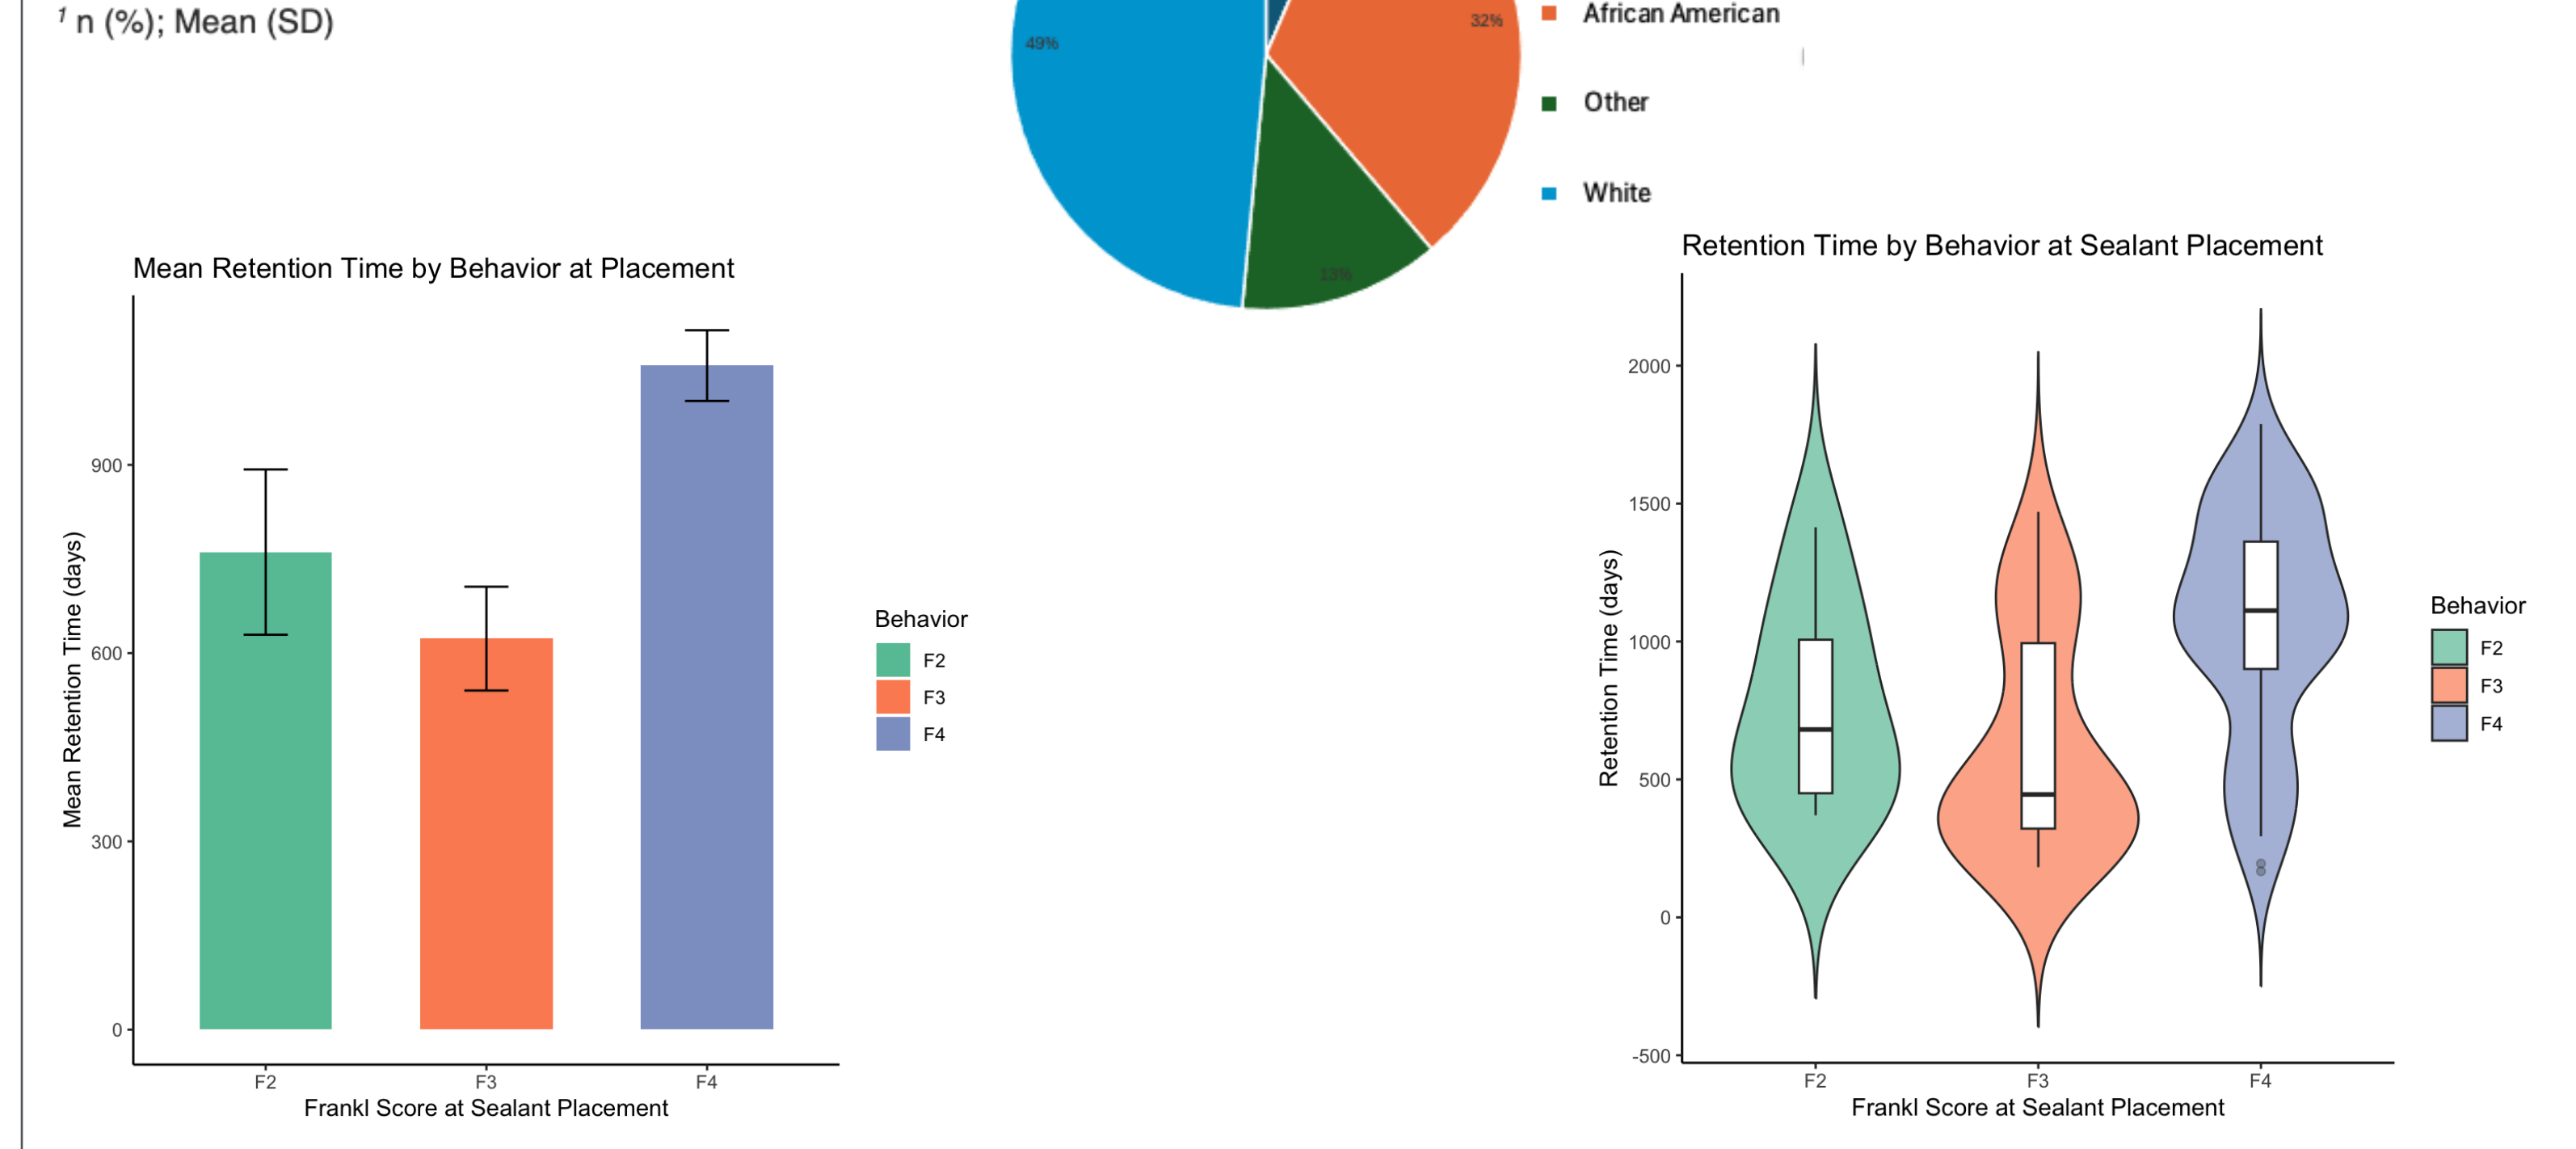 1 n (%); Mean (SD)
49%
32%
13%
African American
Other
White
Mean Retention Time by Behavior at Placement
Mean Retention Time (days)
900
600
300
0
F2
F3
F4
Frankl Score at Sealant Placement
Behavior
F2
F3
F4
Retention Time by Behavior at Sealant Placement
Retention Time (days)
2000
1500
1000
500
0
-500
F2
F3
F4
Frankl Score at Sealant Placement
Behavior
F2
F3
F4